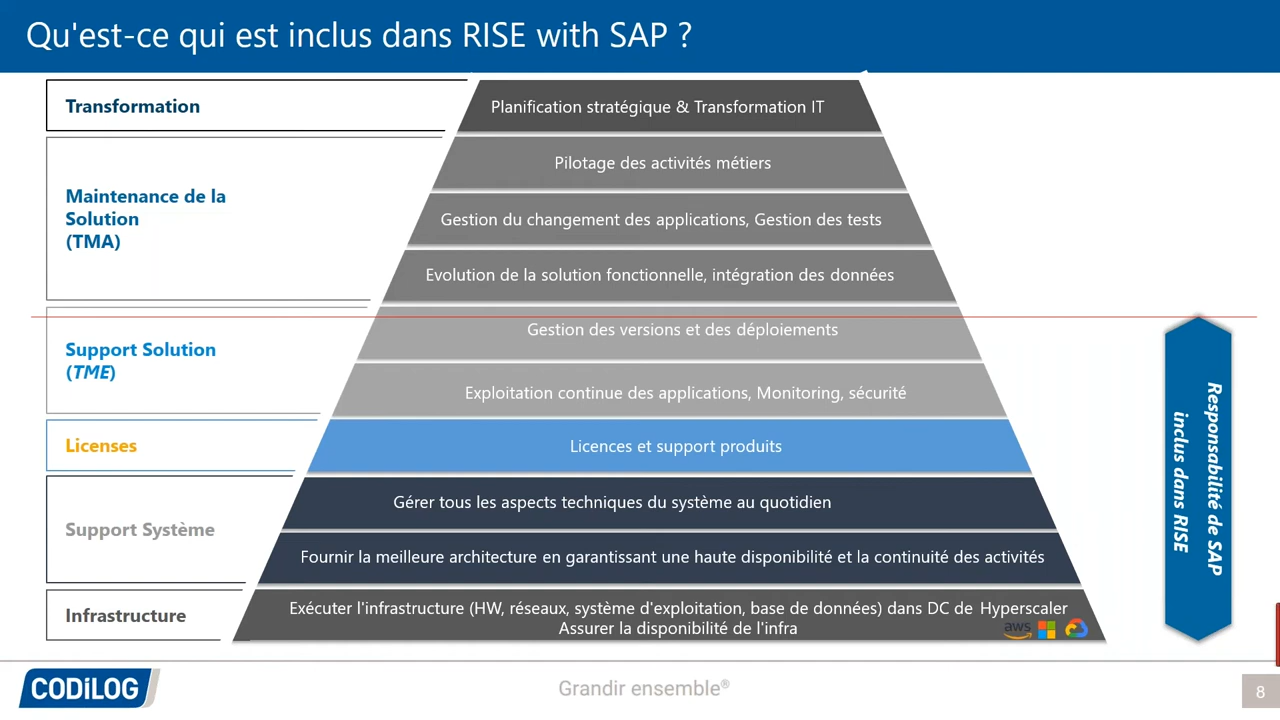 Qu'est-ce qui est inclus dans RISE with SAP ?
Transformation
Planification stratégique & Transformation IT
Maintenance de la
Solution
(TMA)
Pilotage des activités métiers
Gestion du changement des applications, Gestion des tests
Evolution de la solution fonctionnelle, intégration des données
Support Solution
(TME)
Gestion des versions et des déploiements
Exploitation continue des applications, Monitoring, sécurité
Licenses
Licences et support produits
Support Système
Gérer tous les aspects techniques du système au quotidien
Fournir la meilleure architecture en garantissant une haute disponibilité et la continuité des activités
Infrastructure
Exécuter l'infrastructure (HW, réseaux, système d'exploitation, base de données) dans DC de Hyperscaler
Assurer la disponibilité de l'infra
aws
Responsabilité de SAP
inclus dans RISE
CODiLOG
Grandir ensemble®
8